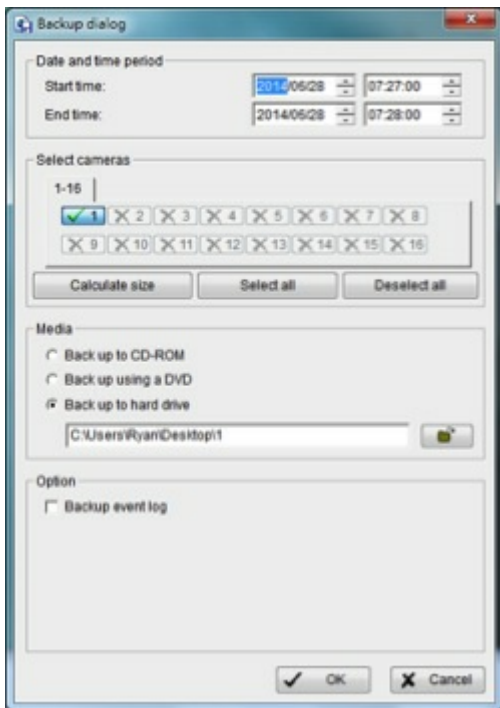 Backup dialog
Date and time period
Start time: 2014/06/28 07:27:00
End time: 2014/06/28 07:28:00
Select cameras
1-16
1 2 3 4 5 6 7 8
9 10 11 12 13 14 15 16
Calculate size Select all Deselect all
Media
Back up to CD-ROM
Back up using a DVD
Back up to hard drive
C:\Users\Ryan\Desktop\1
Option
Backup event log
OK Cancel